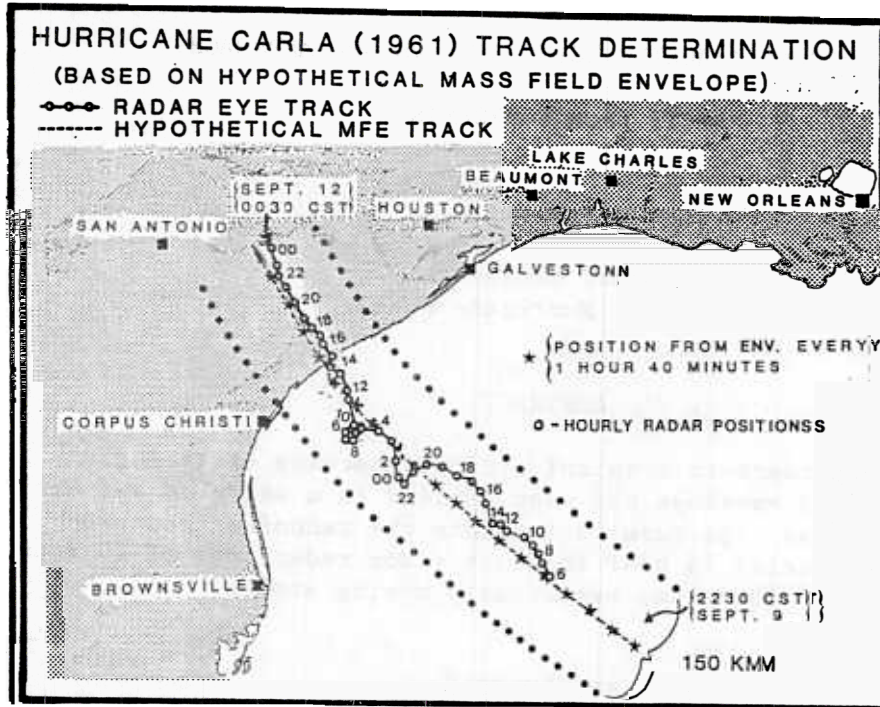 HURRICANE CARLA (1961) TRACK DETERMINATION
(BASED ON HYPOTHETICAL MASS FIELD ENVELOPE)
RADAR EYE TRACK
HYPOTHETICAL MFE TRACK
LAKE CHARLES
BEAUMONT
NEW ORLEANS
SEPT. 12
0030 CST
HOUSTON
SAN ANTONIO
GALVESTONN
00
22
20
18
16
14
12
POSITION FROM ENV. EVERYY
1 HOUR 40 MINUTES
CORPUS CHRISTI
6
8
4
2
00
22
20
18
16
14
12
10
8
6
O - HOURLY RADAR POSITIONSS
BROWNSVILLE
2230 CST
SEPT. 9
150 KMM